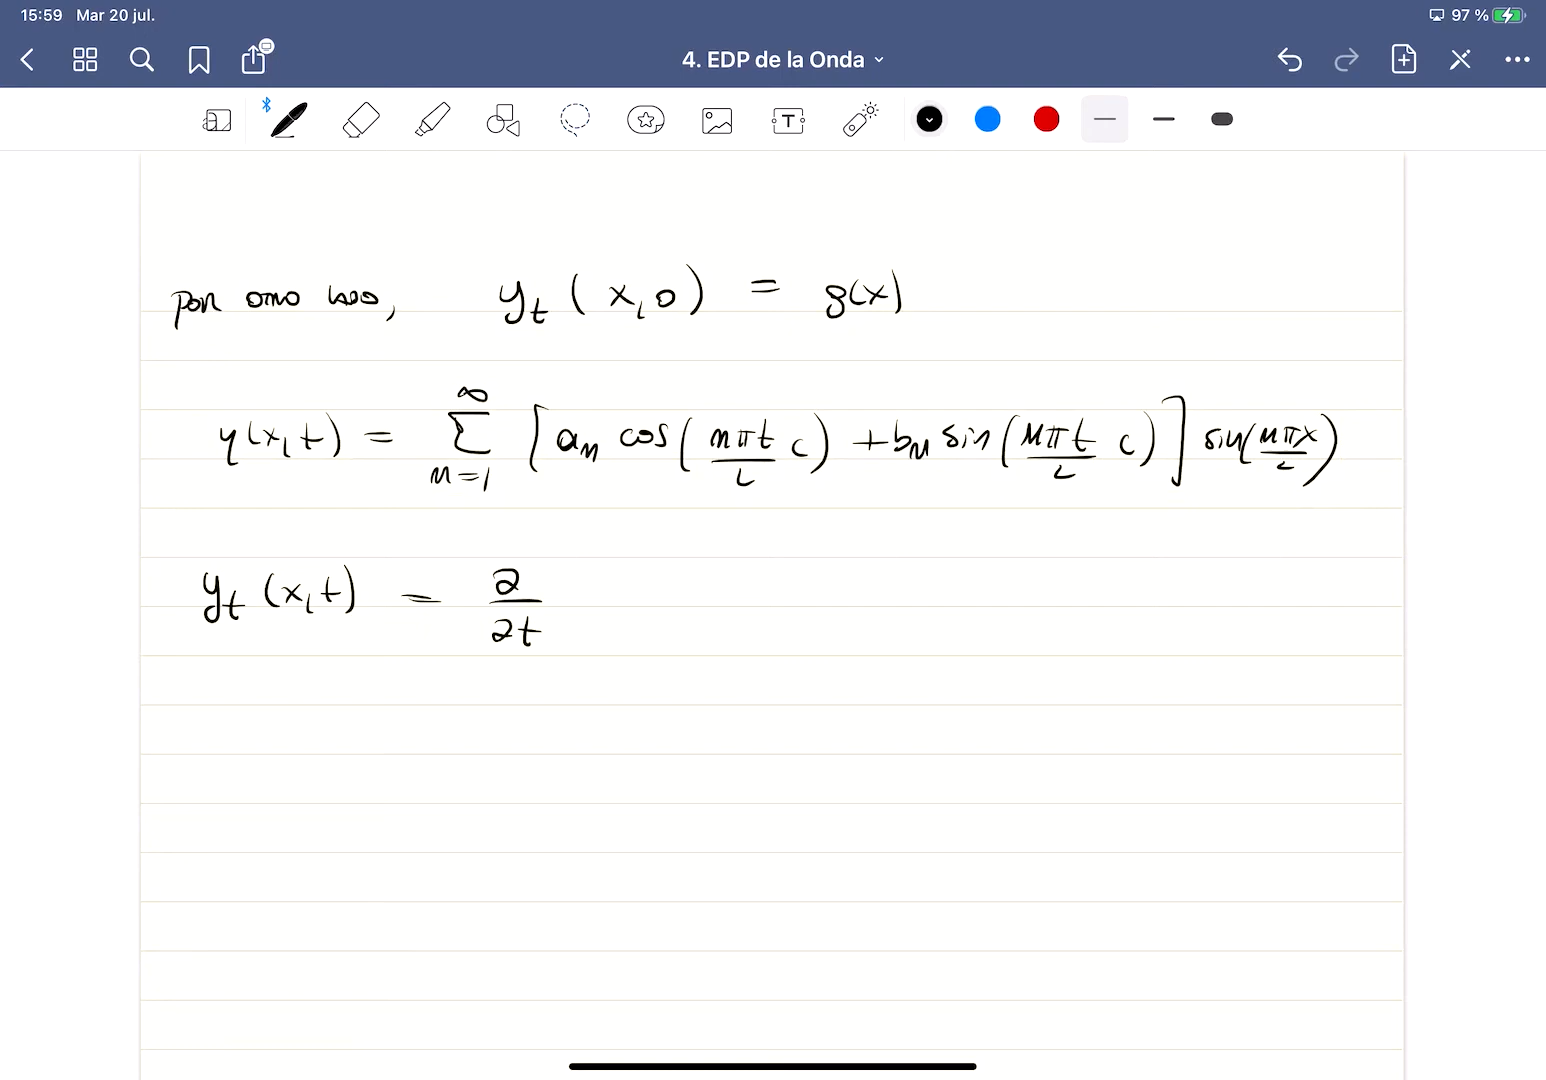 15:59 Mar 20 jul. 97 %
4. EDP de la Onda
por otro lado, y_t (x,0) = g(x)
y(x,t) = ∑_{n=1}^{∞} [ a_n cos( nπt/L c ) + b_n sin( nπt/L c ) ] sin( nπx/L )
y_t (x,t) = ∂/∂t